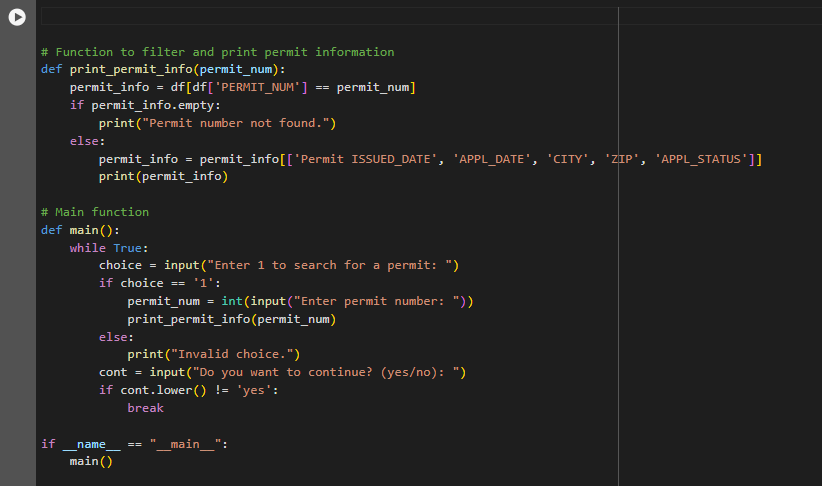 # Function to filter and print permit information
def print_permit_info(permit_num):
    permit_info = df[df['PERMIT_NUM'] == permit_num]
    if permit_info.empty:
        print("Permit number not found.")
    else:
        permit_info = permit_info[['Permit ISSUED_DATE', 'APPL_DATE', 'CITY', 'ZIP', 'APPL_STATUS']]
        print(permit_info)
# Main function
def main():
    while True:
        choice = input("Enter 1 to search for a permit: ")
        if choice == '1':
            permit_num = int(input("Enter permit number: "))
            print_permit_info(permit_num)
        else:
            print("Invalid choice.")
        cont = input("Do you want to continue? (yes/no): ")
        if cont.lower() != 'yes':
            break
if __name__ == "__main__":
    main()